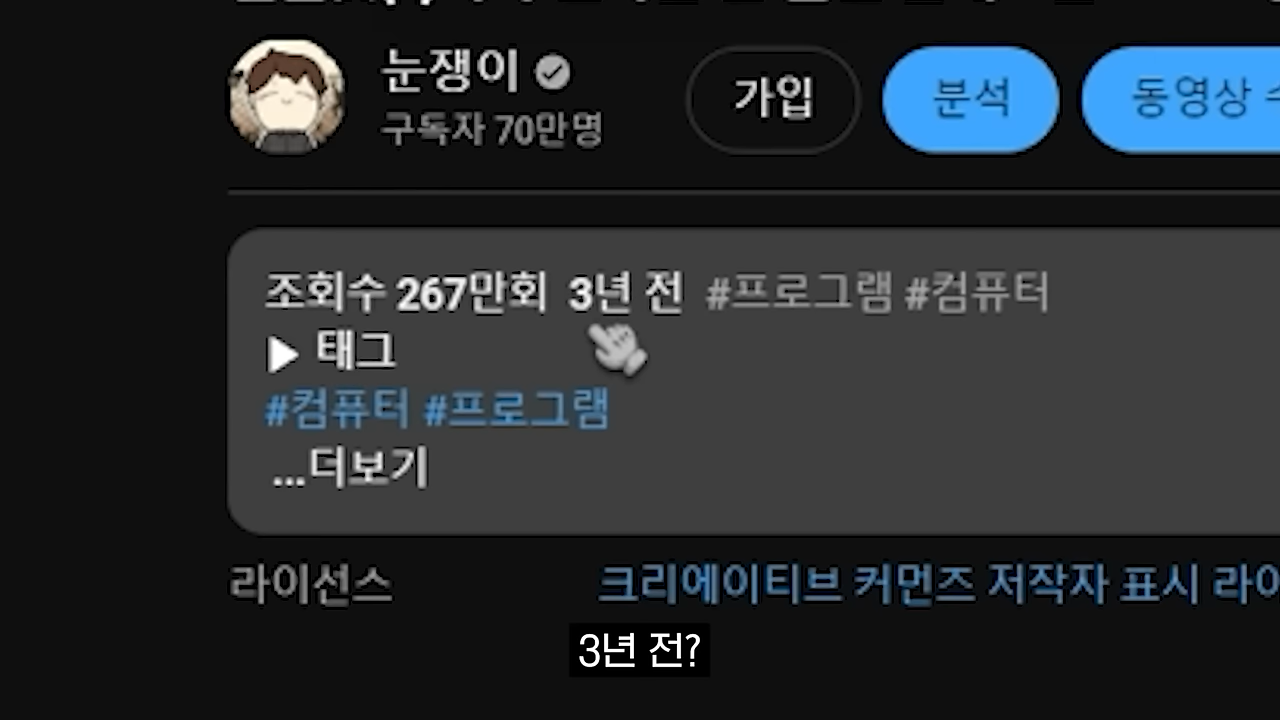 눈쟁이
구독자 70만명
가입
분석
동영상
조회수 267만회 3년 전 #프로그램 #컴퓨터
▶ 태그
#컴퓨터 #프로그램
...더보기
라이선스
크리에이티브 커먼즈 저작자 표시
3년 전?